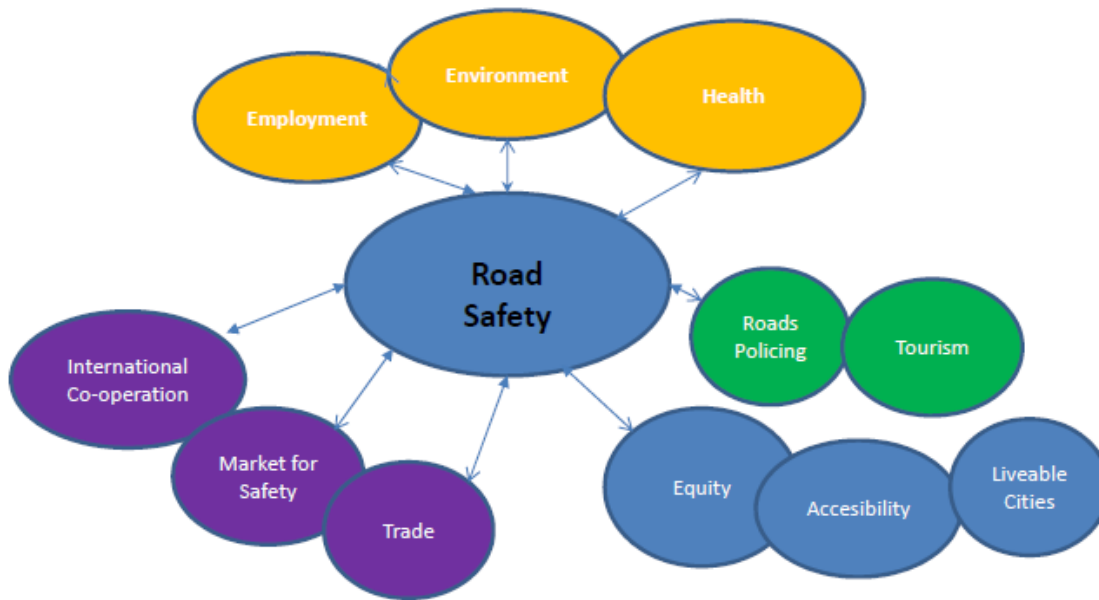 Employment
Environment
Health
Road
Safety
Roads
Policing
Tourism
International
Co-operation
Market for
Safety
Trade
Equity
Accesibility
Liveable
Cities